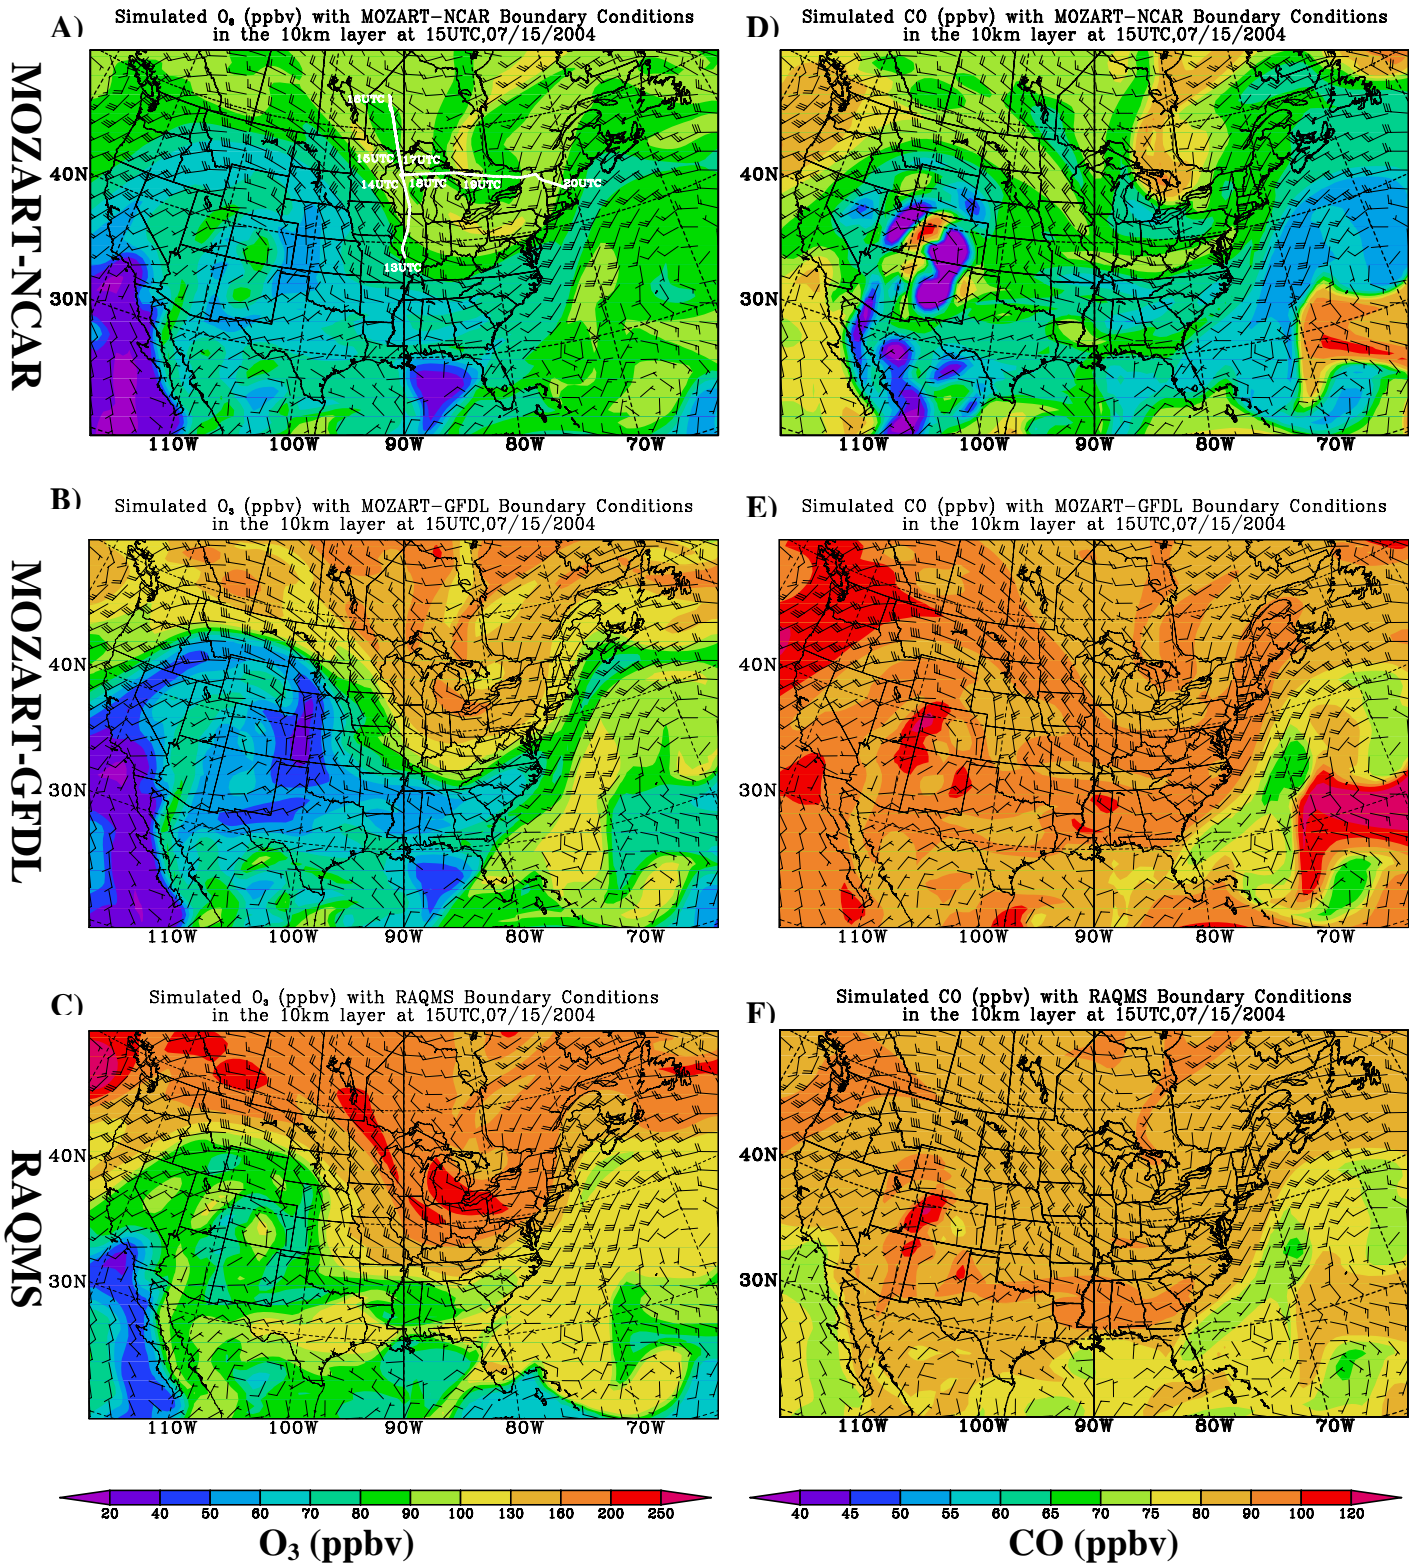 A)
Simulated O₃ (ppbv) with MOZART-NCAR Boundary Conditions
in the 10km layer at 15UTC,07/15/2004
MOZART-NCAR
40N
30N
16UTC
15UTC
17UTC
14UTC
18UTC
19UTC
20UTC
13UTC
110W 100W 90W 80W 70W
D)
Simulated CO (ppbv) with MOZART-NCAR Boundary Conditions
in the 10km layer at 15UTC,07/15/2004
40N
30N
110W 100W 90W 80W 70W
B)
Simulated O₃ (ppbv) with MOZART-GFDL Boundary Conditions
in the 10km layer at 15UTC,07/15/2004
MOZART-GFDL
40N
30N
110W 100W 90W 80W 70W
E)
Simulated CO (ppbv) with MOZART-GFDL Boundary Conditions
in the 10km layer at 15UTC,07/15/2004
40N
30N
110W 100W 90W 80W 70W
C)
Simulated O₃ (ppbv) with RAQMS Boundary Conditions
in the 10km layer at 15UTC,07/15/2004
RAQMS
40N
30N
110W 100W 90W 80W 70W
F)
Simulated CO (ppbv) with RAQMS Boundary Conditions
in the 10km layer at 15UTC,07/15/2004
40N
30N
110W 100W 90W 80W 70W
20 40 50 60 70 80 90 100 130 160 200 250
O₃ (ppbv)
40 45 50 55 60 65 70 75 80 90 100 120
CO (ppbv)